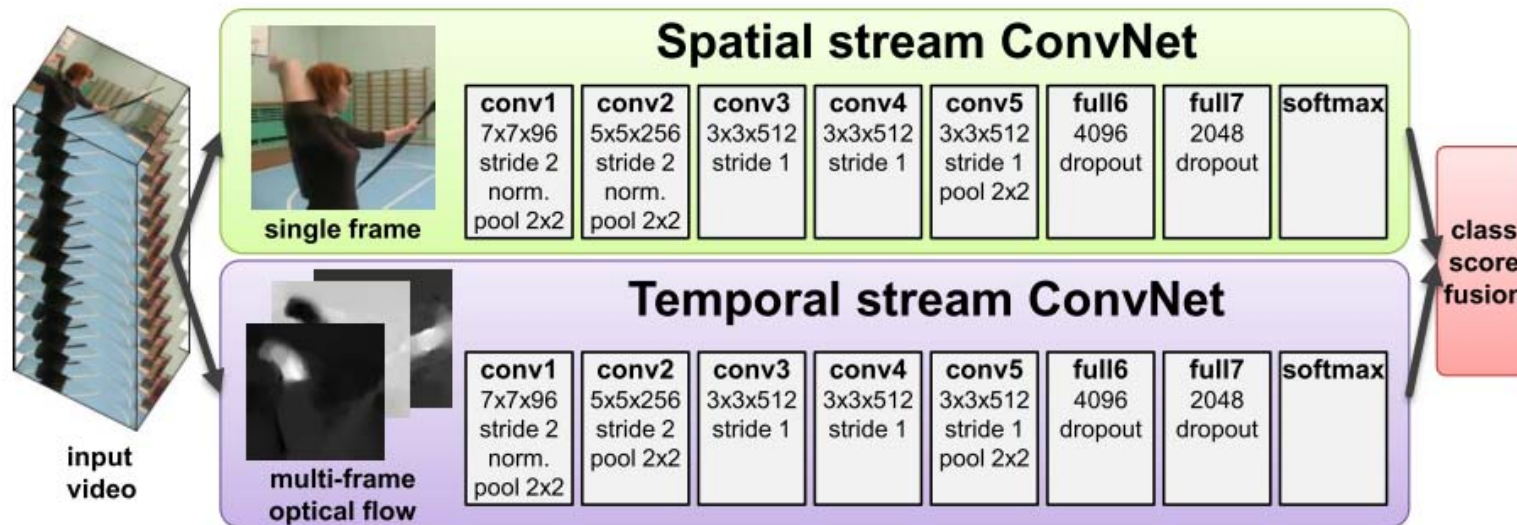 Spatial stream ConvNet
conv1
7x7x96
stride 2
norm.
pool 2x2
conv2
5x5x256
stride 2
norm.
pool 2x2
conv3
3x3x512
stride 1
conv4
3x3x512
stride 1
conv5
3x3x512
stride 1
pool 2x2
full6
4096
dropout
full7
2048
dropout
softmax
single frame
Temporal stream ConvNet
conv1
7x7x96
stride 2
norm.
pool 2x2
conv2
5x5x256
stride 2
pool 2x2
conv3
3x3x512
stride 1
conv4
3x3x512
stride 1
conv5
3x3x512
stride 1
pool 2x2
full6
4096
dropout
full7
2048
dropout
softmax
multi-frame
optical flow
input
video
class
score
fusion